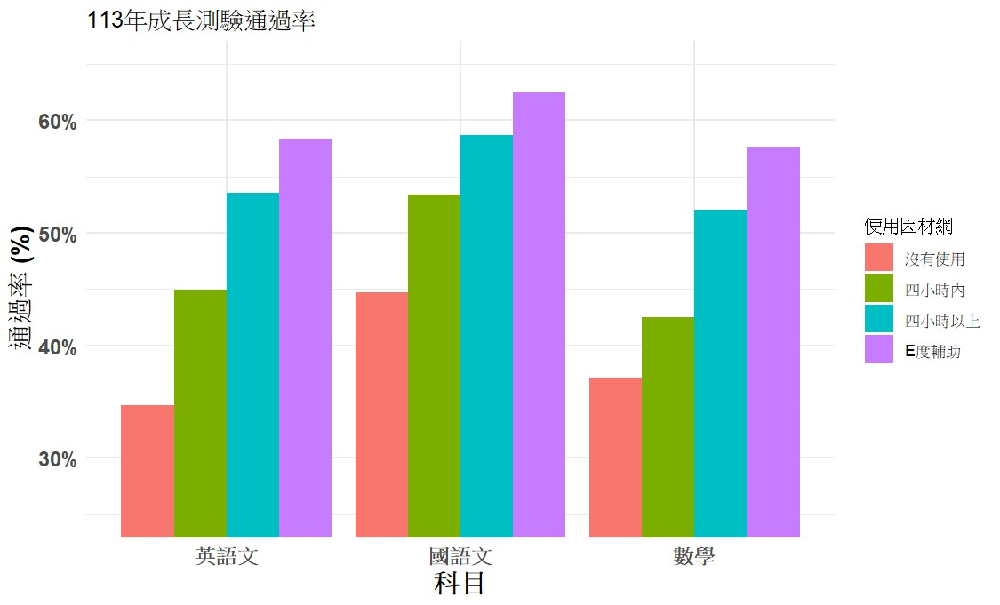 113年成長測驗通過率
通過率 (%)
60%
50%
40%
30%
英語文
國語文
數學
科目
使用因材網
沒有使用
四小時內
四小時以上
E度輔助